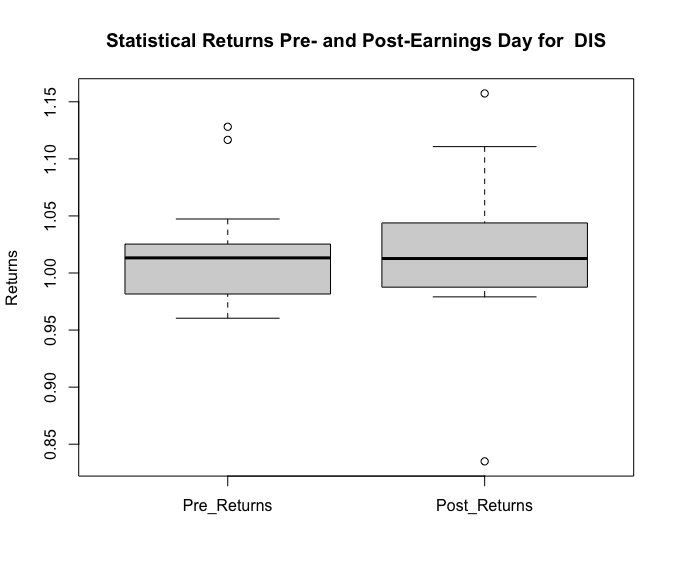 Statistical Returns Pre- and Post-Earnings Day for  DIS
Returns
1.15
1.10
1.05
1.00
0.95
0.90
0.85
Pre_Returns
Post_Returns